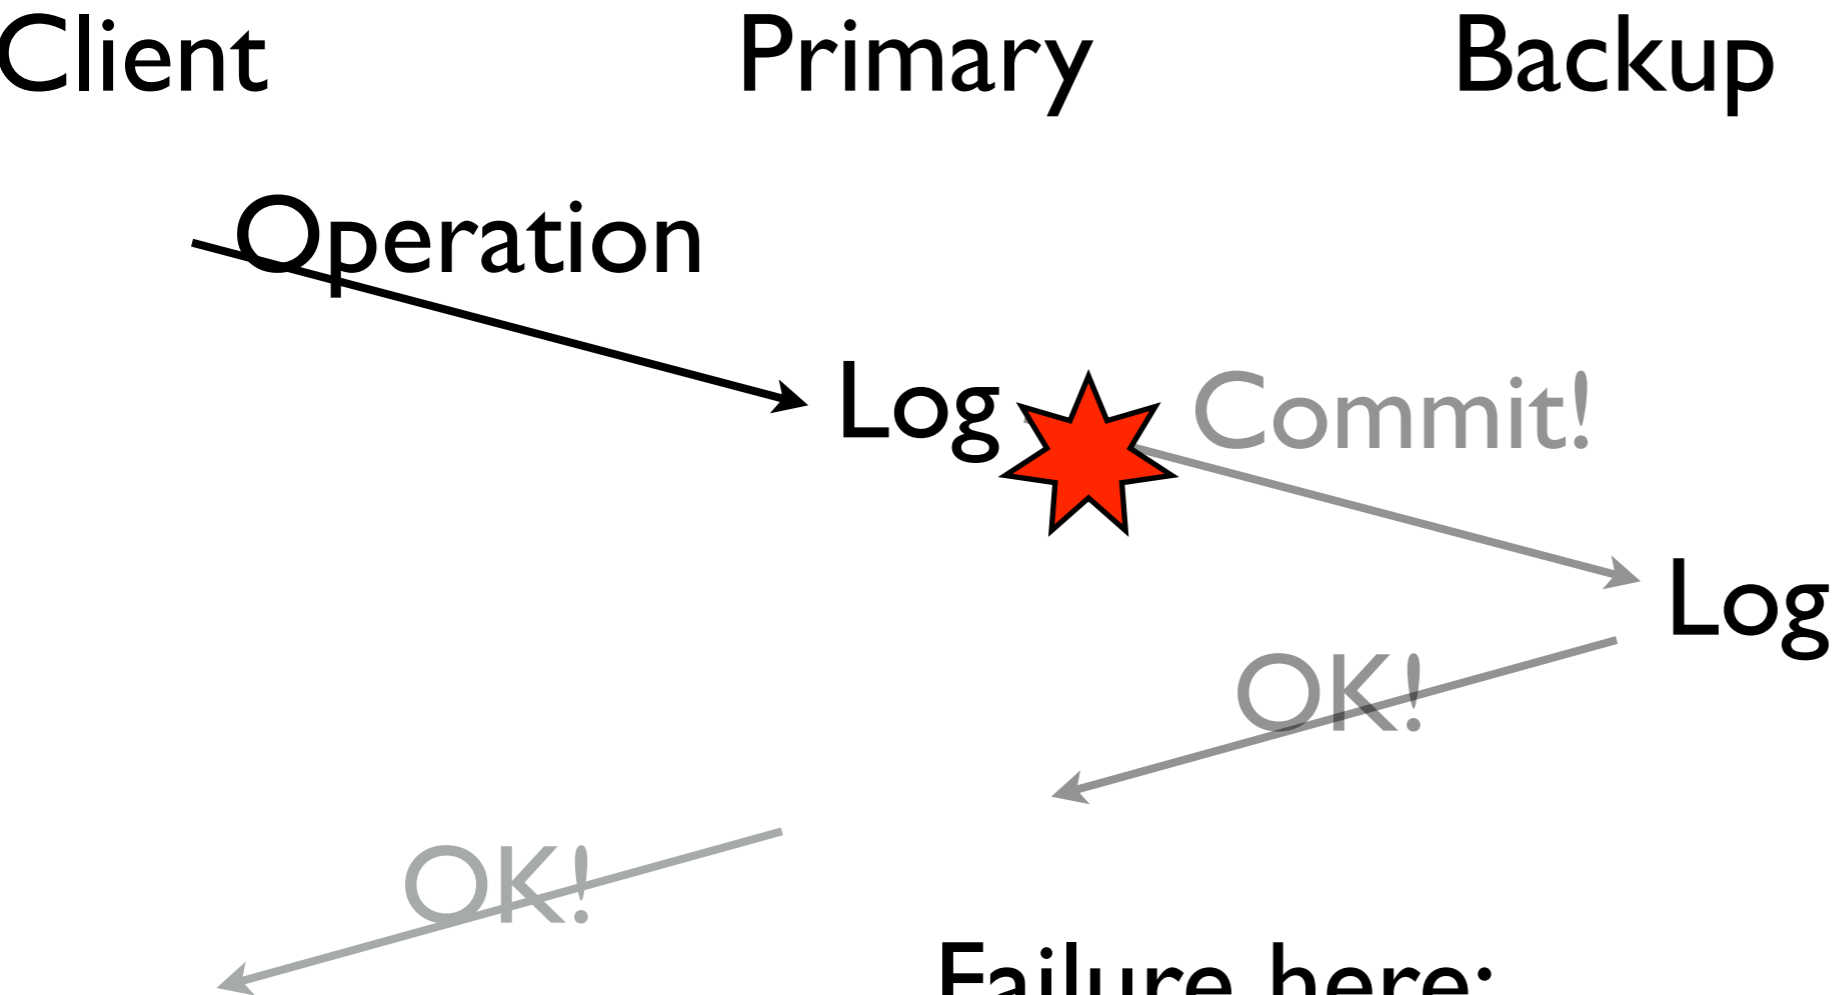 Client Primary Backup
Operation
Log Commit!
Log
OK!
OK!
Failure here: